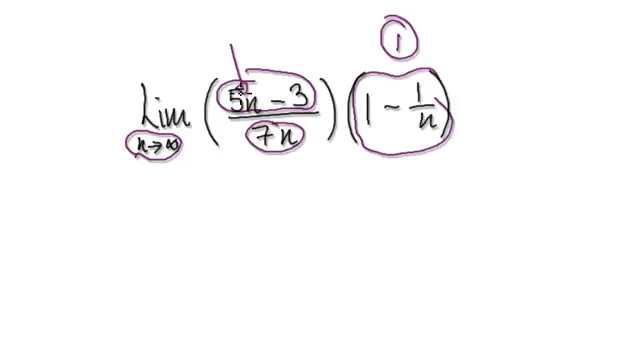 1
Lim n→∞ ( (5n - 3) / 7n ) ( 1 - 1/n )